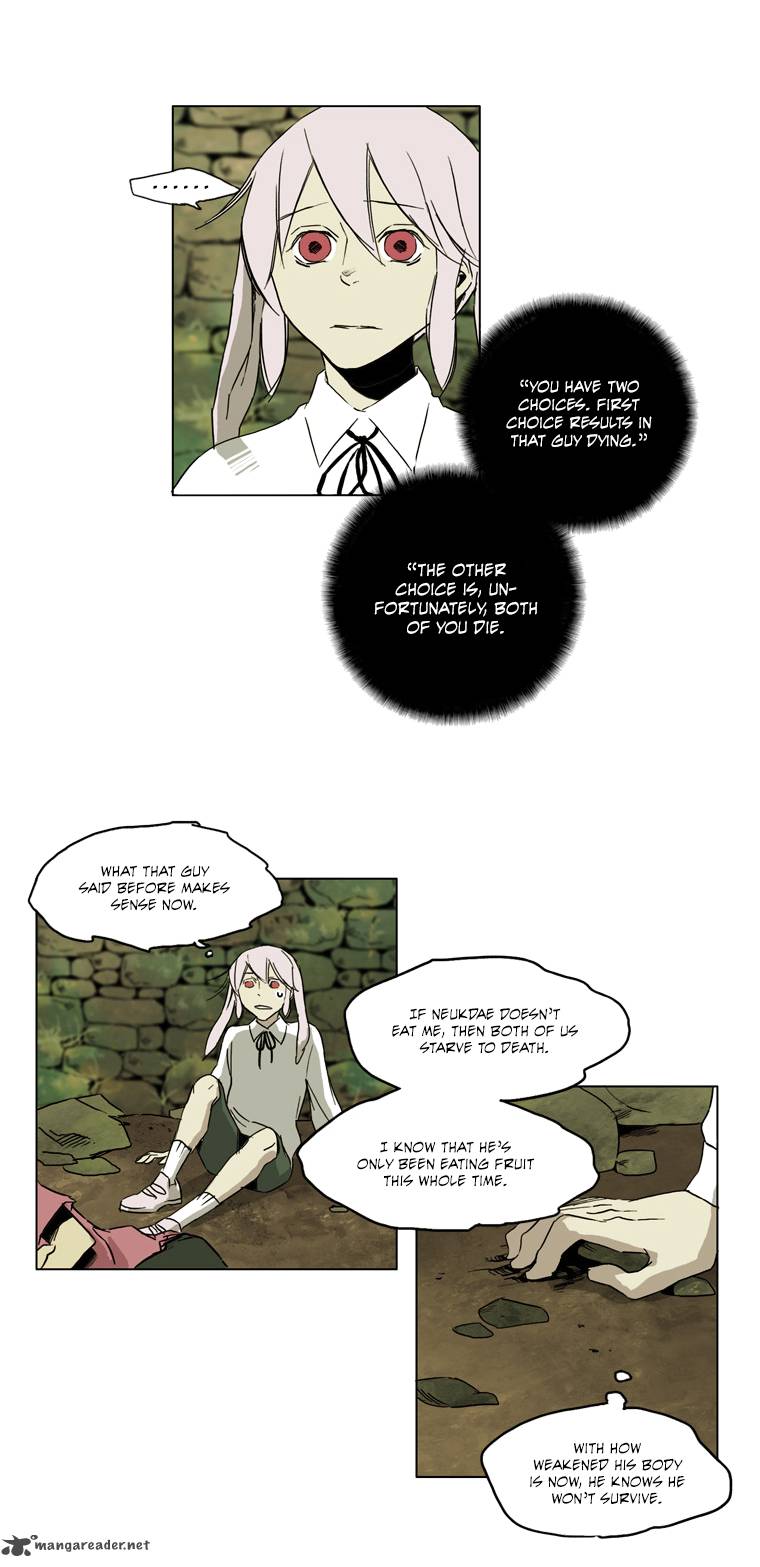 ......
"YOU HAVE TWO
CHOICES. FIRST
CHOICE RESULTS IN
THAT GUY DYING."
"THE OTHER
CHOICE IS, UN-
FORTUNATELY, BOTH
OF YOU DIE.
WHAT THAT GUY
SAID BEFORE MAKES
SENSE NOW.
IF NEUKDAE DOESN'T
EAT ME, THEN BOTH OF US
STARVE TO DEATH.
I KNOW THAT HE'S
ONLY BEEN EATING FRUIT
THIS WHOLE TIME.
WITH HOW
WEAKENED HIS BODY
IS NOW, HE KNOWS HE
WON'T SURVIVE.
mangareader.net